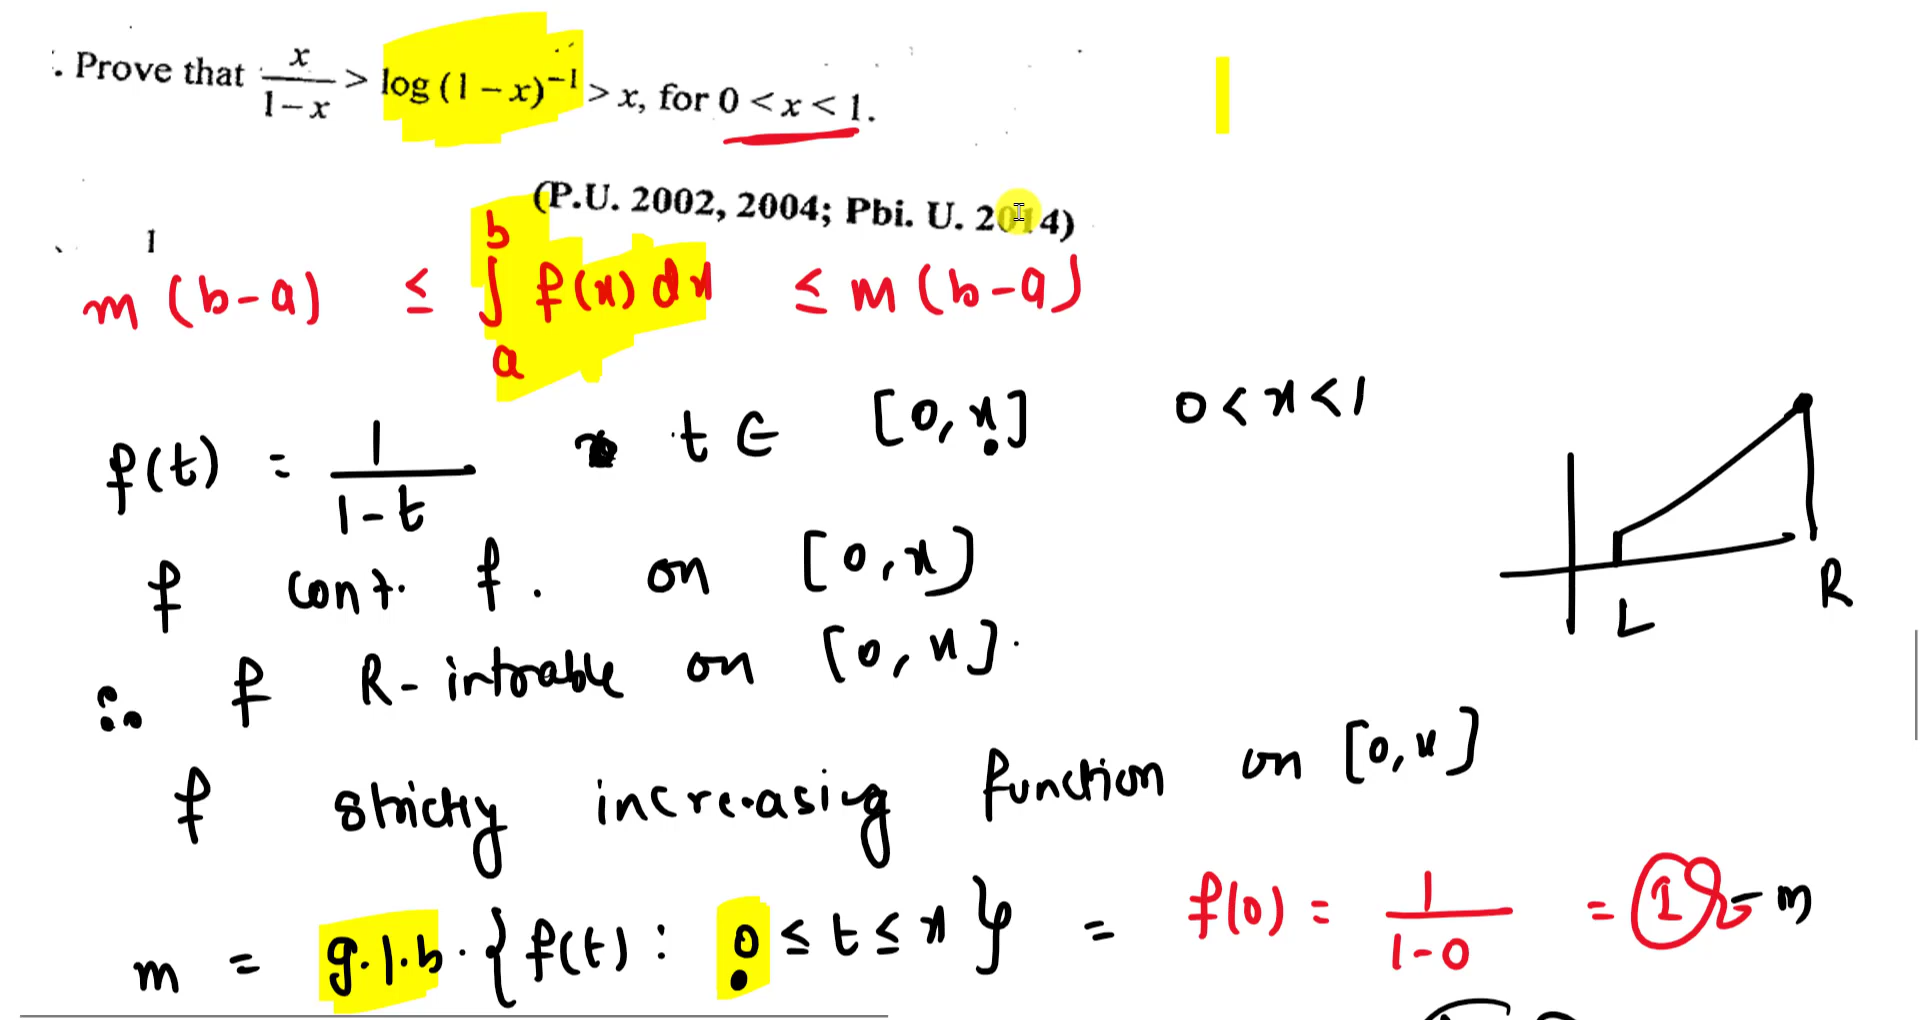 . Prove that x/(1-x) > log (1-x)^-1 > x, for 0 < x < 1.
(P.U. 2002, 2004; Pbi. U. 2014)
m (b-a) ≤ ∫_a^b f(x) dx ≤ M (b-a)
f(t) = 1/(1-t) t ∈ [0, x] 0 < x < 1
f cont. f. on [0, x]
L R
∴ f R- intorable on [0, x].
f strictly increasing function on [0, x]
m = g.l.b. { f(t) : 0 ≤ t ≤ x } = f(0) = 1/(1-0) = 1 = m